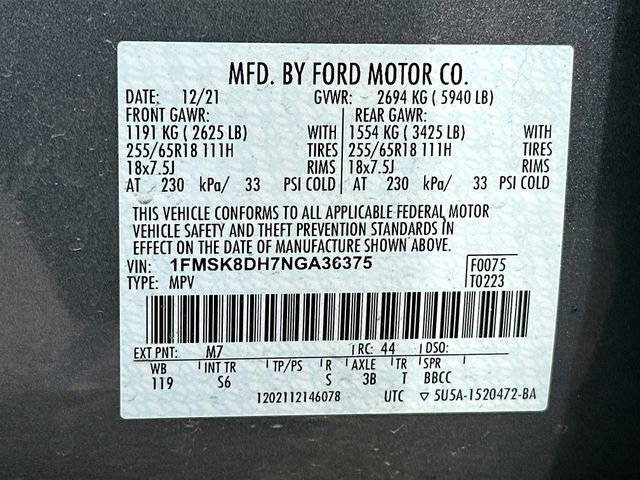 MFD. BY FORD MOTOR CO.
DATE: 12/21 GVWR: 2694 KG ( 5940 LB)
FRONT GAWR: REAR GAWR:
1191 KG ( 2625 LB) WITH 1554 KG ( 3425 LB) WITH
255/65R18 111H TIRES 255/65R18 111H TIRES
18x7.5J RIMS 18x7.5J RIMS
AT 230 kPa/ 33 PSI COLD AT 230 kPa/ 33 PSI COLD
THIS VEHICLE CONFORMS TO ALL APPLICABLE FEDERAL MOTOR
VEHICLE SAFETY AND THEFT PREVENTION STANDARDS IN
EFFECT ON THE DATE OF MANUFACTURE SHOWN ABOVE.
VIN: 1FMSK8DH7NGA36375 F0075
TYPE: MPV T0223
EXT PNT: M7 RC: 44 DSO:
WB INT TR TP/PS R AXLE TR SPR
119 S6 S 3B T BBCC
1202112146078 UTC ▽ 5U5A-1520472-BA